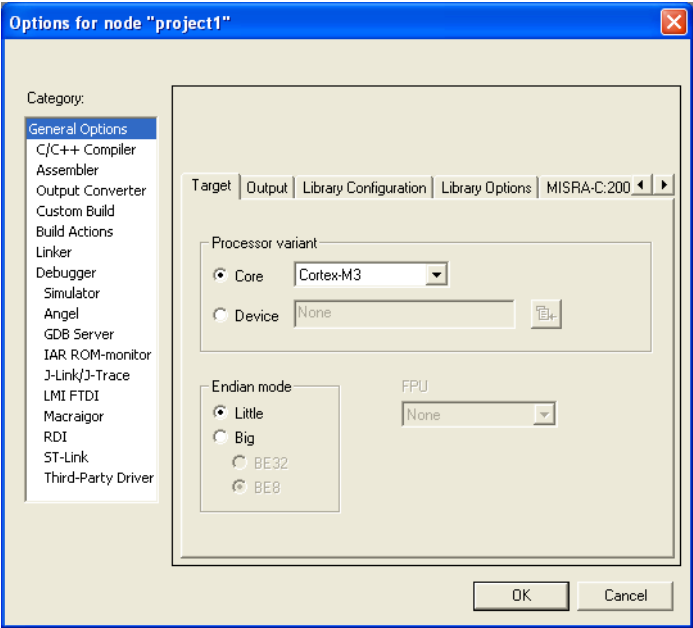 Options for node "project1"
Category:
General Options
C/C++ Compiler
Assembler
Output Converter
Custom Build
Build Actions
Linker
Debugger
Simulator
Angel
GDB Server
IAR ROM-monitor
J-Link/J-Trace
LMI FTDI
Macraigor
RDI
ST-Link
Third-Party Driver
Target Output Library Configuration Library Options MISRA-C:200
Processor variant
Core Cortex-M3
Device None
Endian mode
Little
Big
BE32
BE8
FPU
None
OK Cancel